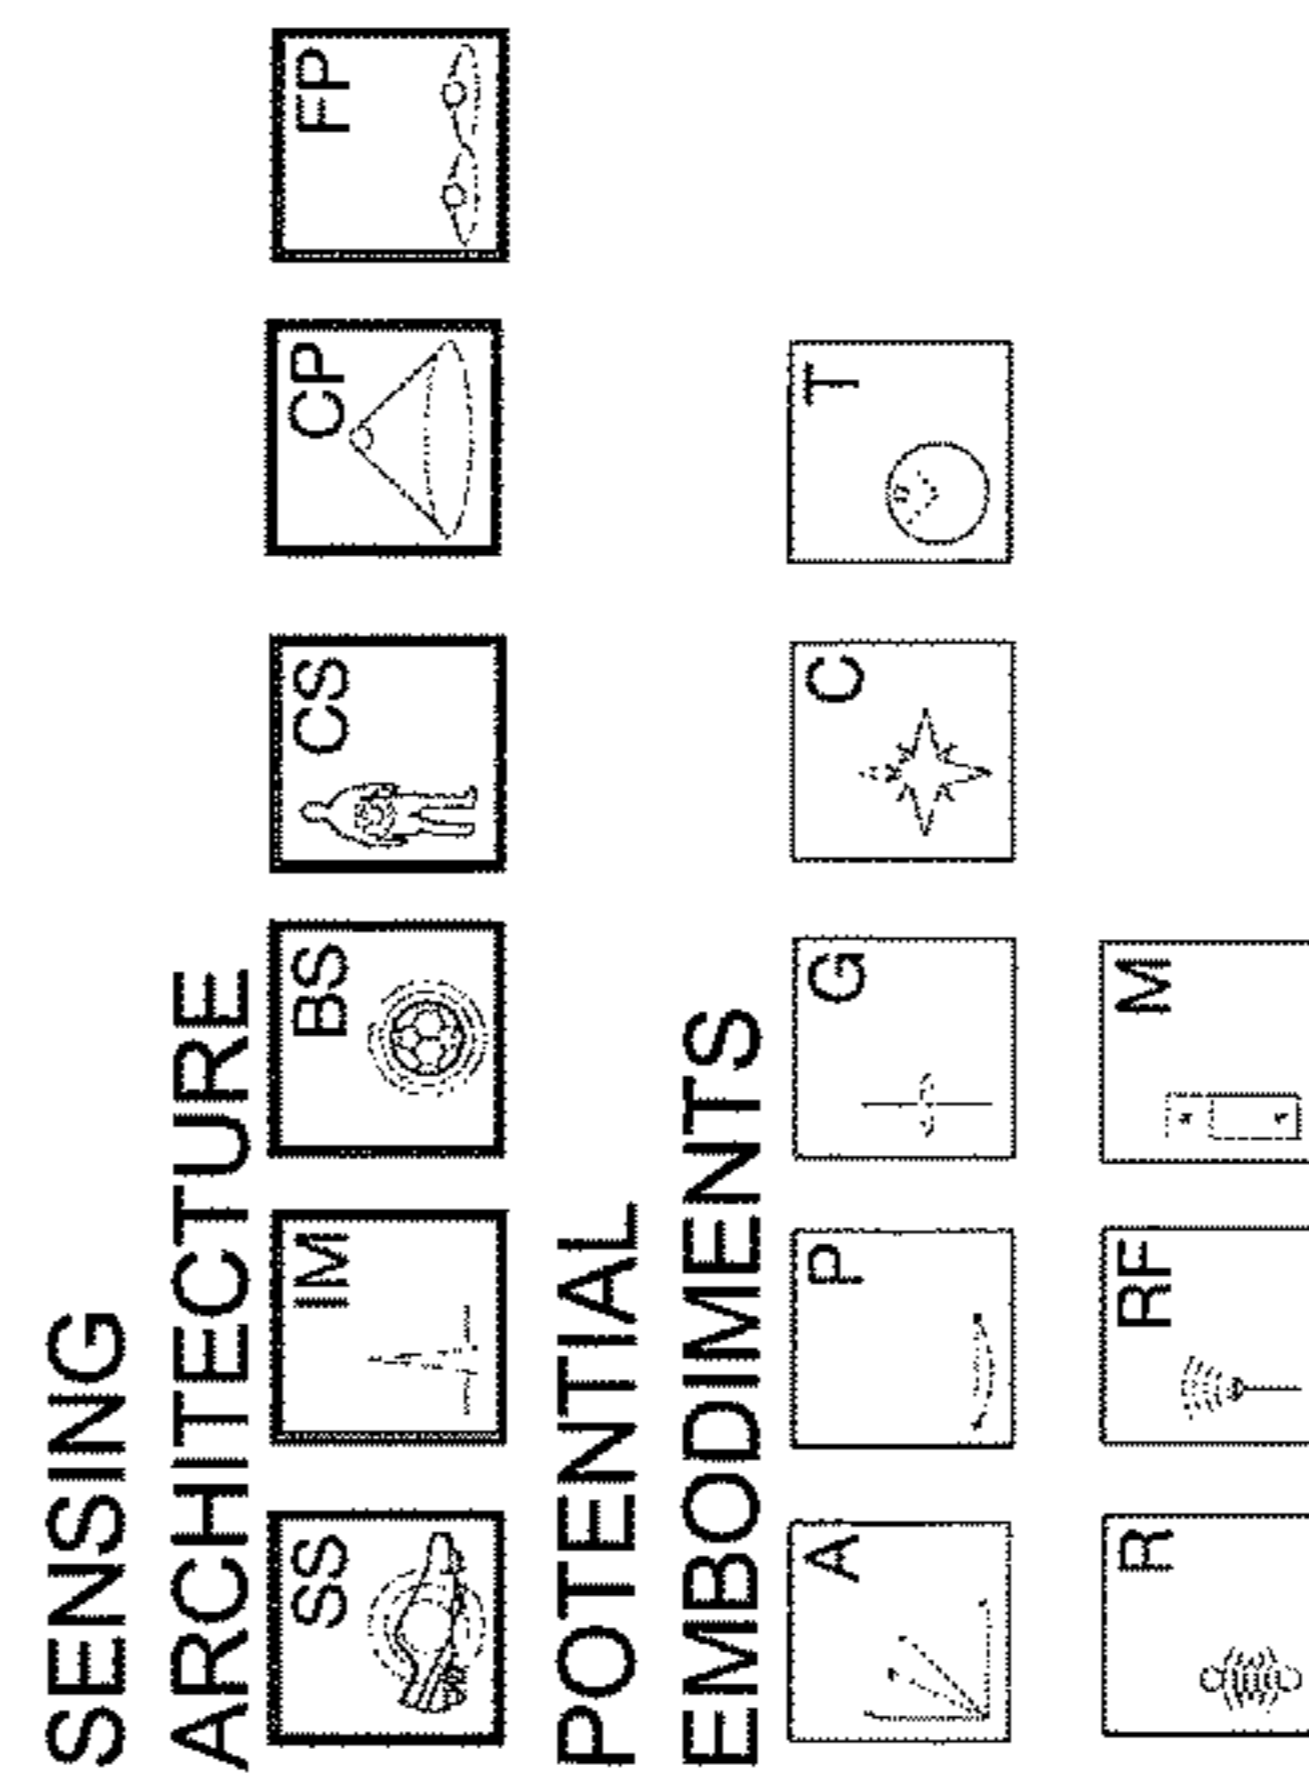 SENSING
ARCHITECTURE
SS IM BS CS CP FP
POTENTIAL
EMBODIMENTS
A P G C T
R RF M